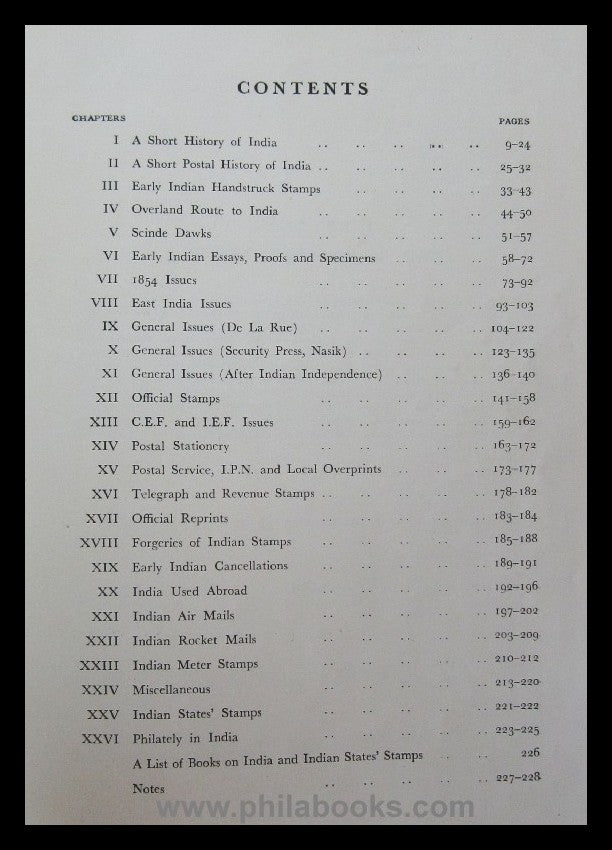 CONTENTS
CHAPTERS PAGES
I A Short History of India .. .. .. .. .. 9–24
II A Short Postal History of India .. .. .. .. .. 25–32
III Early Indian Handstruck Stamps .. .. .. .. 33–43
IV Overland Route to India .. .. .. .. .. 44–50
V Scinde Dawks .. .. .. .. .. 51–57
VI Early Indian Essays, Proofs and Specimens .. .. .. 58–72
VII 1854 Issues .. .. .. .. .. 73–92
VIII East India Issues .. .. .. .. .. 93–103
IX General Issues (De La Rue) .. .. .. .. .. 104–122
X General Issues (Security Press, Nasik) .. .. .. .. 123–135
XI General Issues (After Indian Independence) .. .. .. 136–140
XII Official Stamps .. .. .. .. .. 141–158
XIII C.E.F. and I.E.F. Issues .. .. .. .. .. 159–162
XIV Postal Stationery .. .. .. .. .. 163–172
XV Postal Service, I.P.N. and Local Overprints .. .. .. 173–177
XVI Telegraph and Revenue Stamps .. .. .. .. .. 178–182
XVII Official Reprints .. .. .. .. .. 183–184
XVIII Forgeries of Indian Stamps .. .. .. .. .. 185–188
XIX Early Indian Cancellations .. .. .. .. .. 189–191
XX India Used Abroad .. .. .. .. .. 192–196
XXI Indian Air Mails .. .. .. .. .. 197–202
XXII Indian Rocket Mails .. .. .. .. .. 203–209
XXIII Indian Meter Stamps .. .. .. .. .. 210–212
XXIV Miscellaneous .. .. .. .. .. 213–220
XXV Indian States' Stamps .. .. .. .. .. 221–222
XXVI Philately in India .. .. .. .. .. 223–225
A List of Books on India and Indian States' Stamps .. .. 226
Notes .. .. .. .. .. 227–228
www.philabooks.com